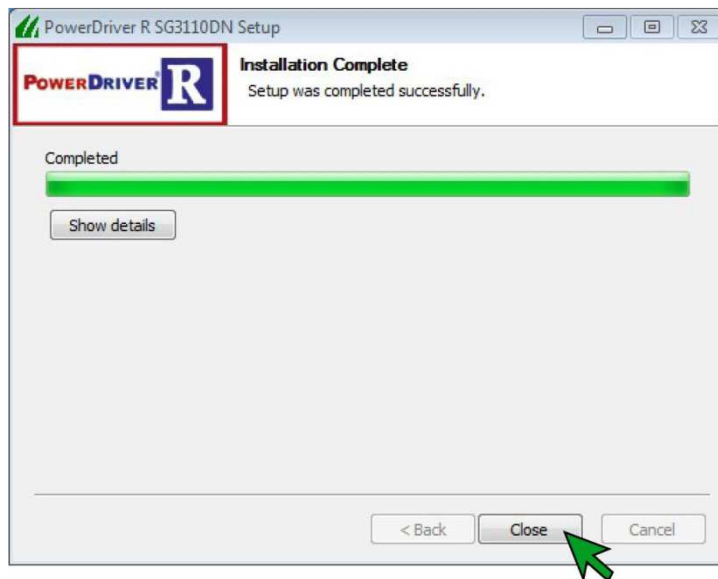 PowerDriver R SG3110DN Setup
POWERDRIVER® R
Installation Complete
Setup was completed successfully.
Completed
Show details
< Back Close Cancel